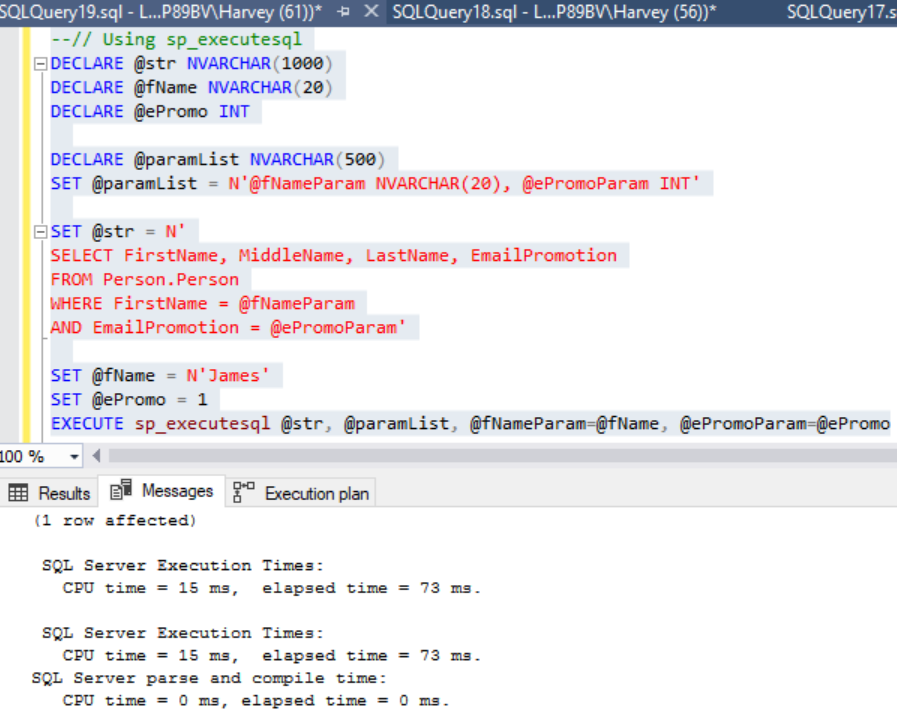 SQLQuery19.sql - L...P89BV\Harvey (61))* SQLQuery18.sql - L...P89BV\Harvey (56))* SQLQuery17.s
--// Using sp_executesql
DECLARE @str NVARCHAR(1000)
DECLARE @fName NVARCHAR(20)
DECLARE @ePromo INT
DECLARE @paramList NVARCHAR(500)
SET @paramList = N'@fNameParam NVARCHAR(20), @ePromoParam INT'
SET @str = N'
SELECT FirstName, MiddleName, LastName, EmailPromotion
FROM Person.Person
WHERE FirstName = @fNameParam
AND EmailPromotion = @ePromoParam'
SET @fName = N'James'
SET @ePromo = 1
EXECUTE sp_executesql @str, @paramList, @fNameParam=@fName, @ePromoParam=@ePromo
100 %
Results Messages Execution plan
(1 row affected)
SQL Server Execution Times:
CPU time = 15 ms, elapsed time = 73 ms.
SQL Server Execution Times:
CPU time = 15 ms, elapsed time = 73 ms.
SQL Server parse and compile time:
CPU time = 0 ms, elapsed time = 0 ms.